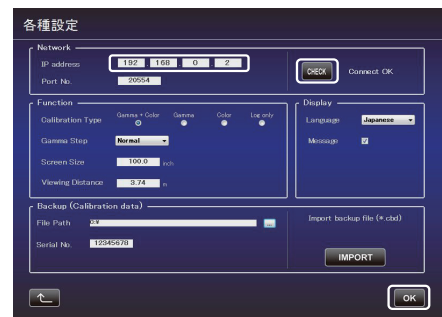 各種設定
Network
IP address 192 168 0 2
CHECK Connect OK
Port No. 20554
Function
Calibration Type Gamma + Color Gamma Color Log only
Gamma Step Normal
Screen Size 100.0 inch
Viewing Distance 3.74 m
Display
Language Japanese
Message
Backup (Calibration data)
File Path D:¥ ...
Serial No. 12345678
Import backup file (*.cbd)
IMPORT
OK